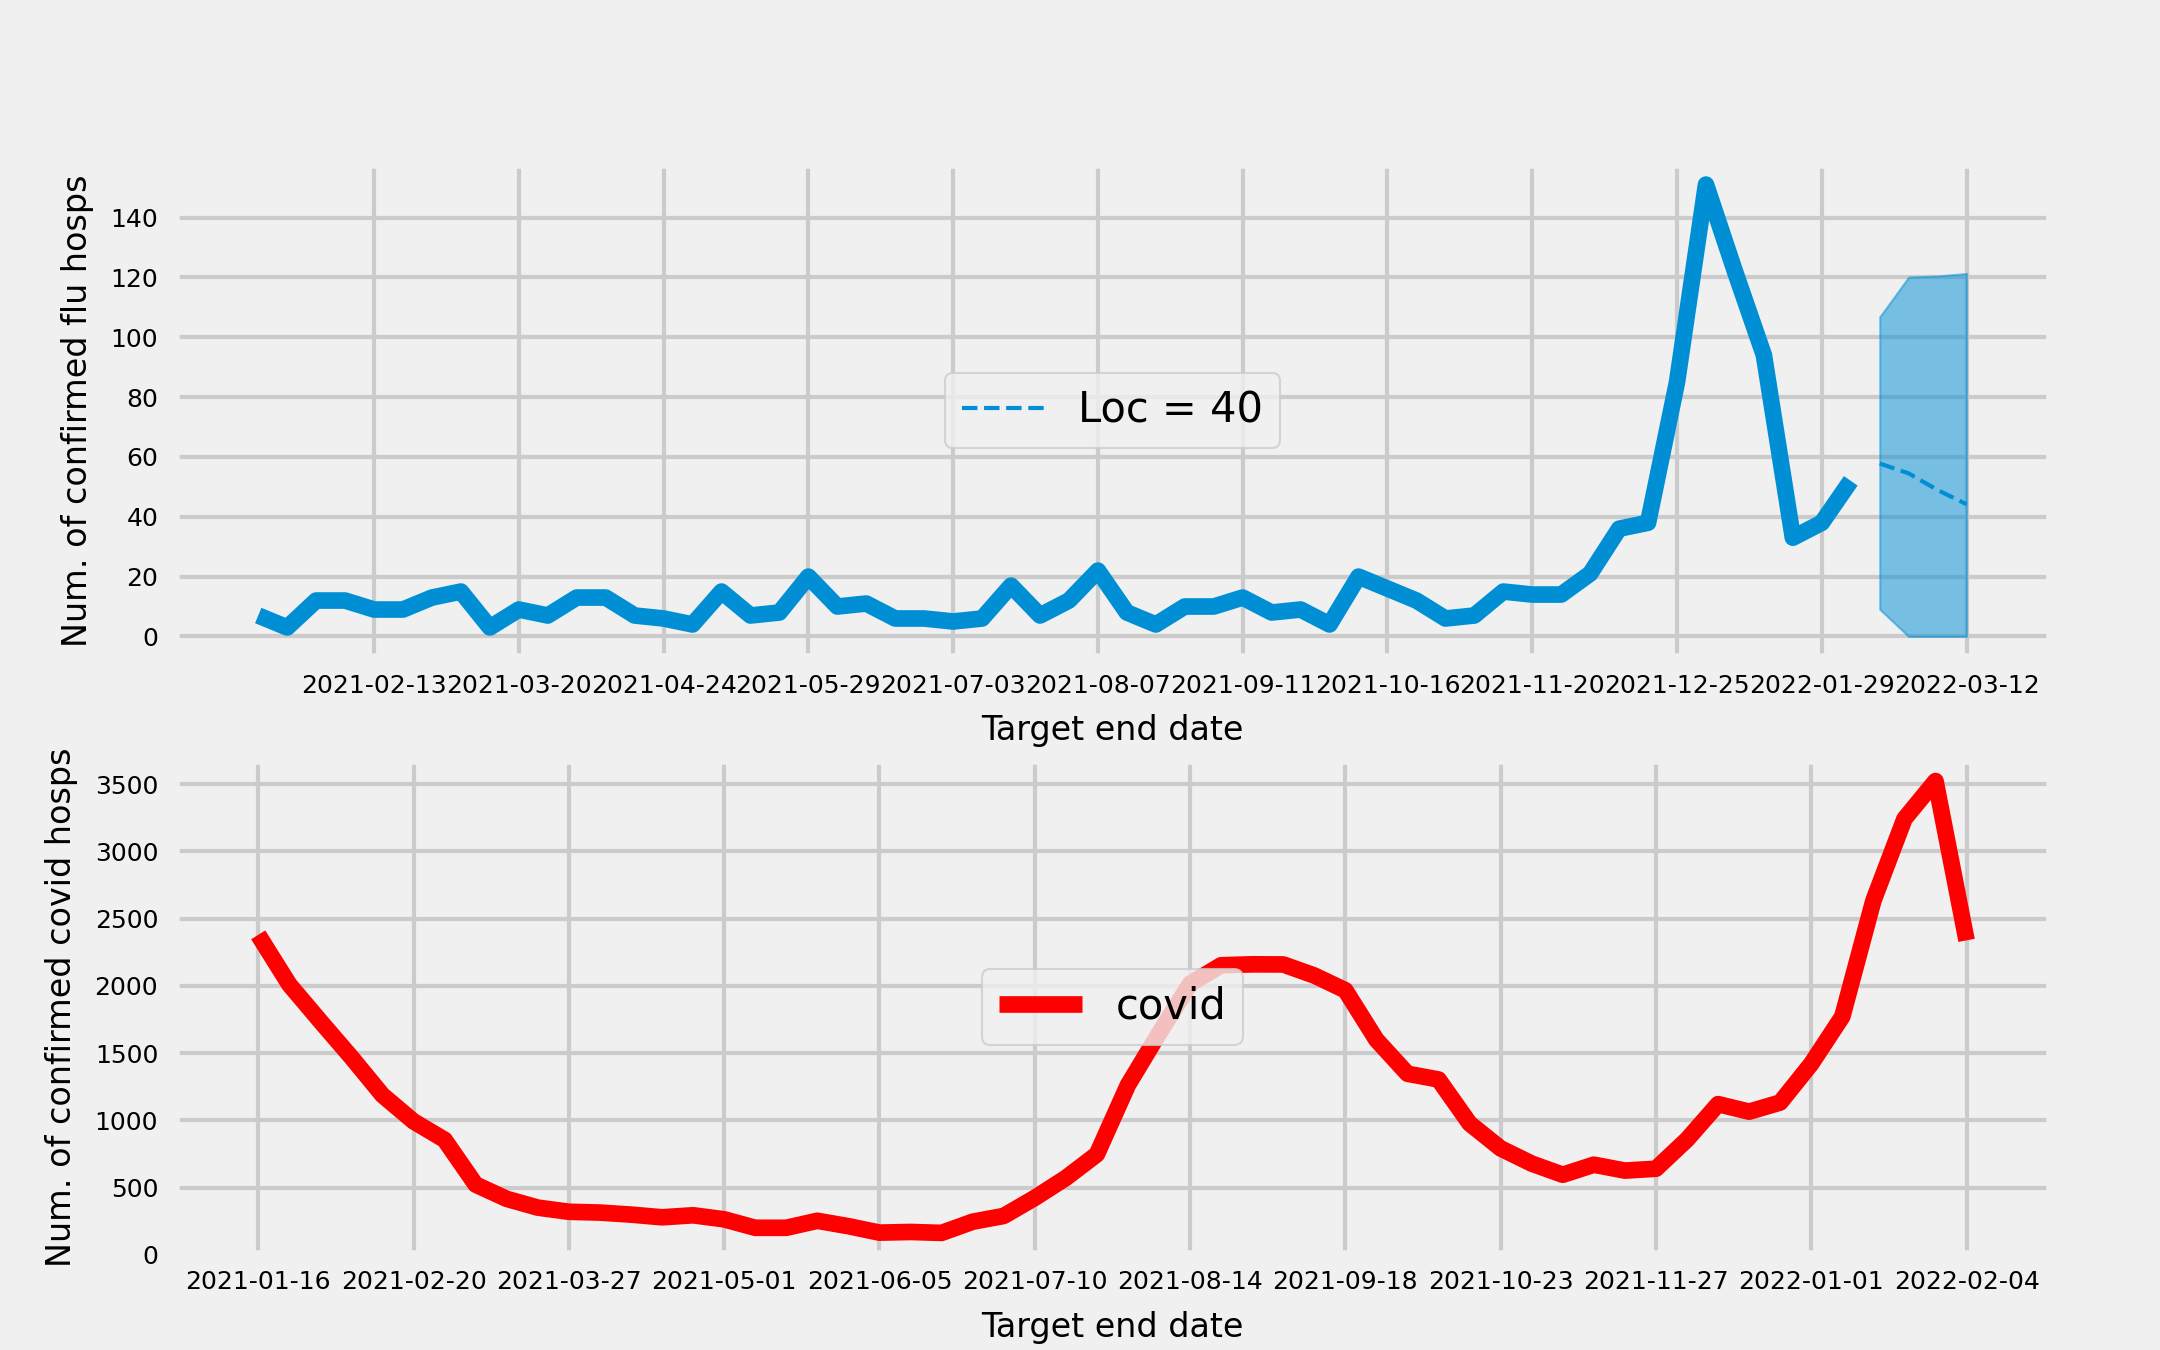 Num. of confirmed flu hosps
140
120
100
80
60
40
20
0
Loc = 40
2021-02-13 2021-03-20 2021-04-24 2021-05-29 2021-07-03 2021-08-07 2021-09-11 2021-10-16 2021-11-20 2021-12-25 2022-01-29 2022-03-12
Target end date
Num. of confirmed covid hosps
3500
3000
2500
2000
1500
1000
500
0
covid
2021-01-16 2021-02-20 2021-03-27 2021-05-01 2021-06-05 2021-07-10 2021-08-14 2021-09-18 2021-10-23 2021-11-27 2022-01-01 2022-02-04
Target end date